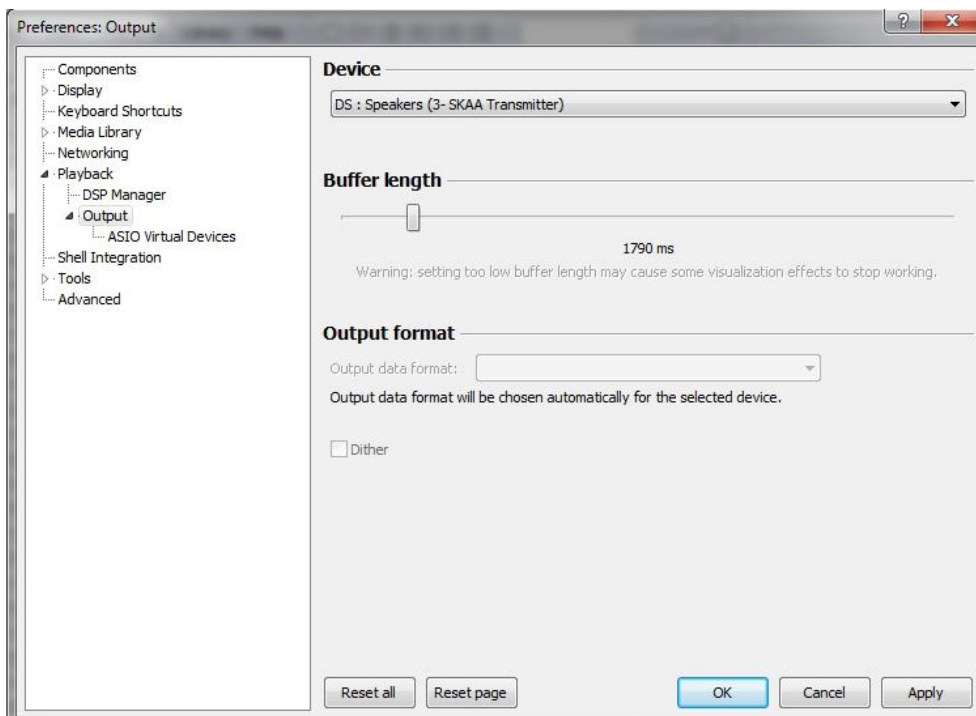 Preferences: Output
Components
Display
Keyboard Shortcuts
Media Library
Networking
Playback
DSP Manager
Output
ASIO Virtual Devices
Shell Integration
Tools
Advanced
Device
DS : Speakers (3- SKAA Transmitter)
Buffer length
1790 ms
Warning: setting too low buffer length may cause some visualization effects to stop working.
Output format
Output data format:
Output data format will be chosen automatically for the selected device.
Dither
Reset all
Reset page
OK
Cancel
Apply